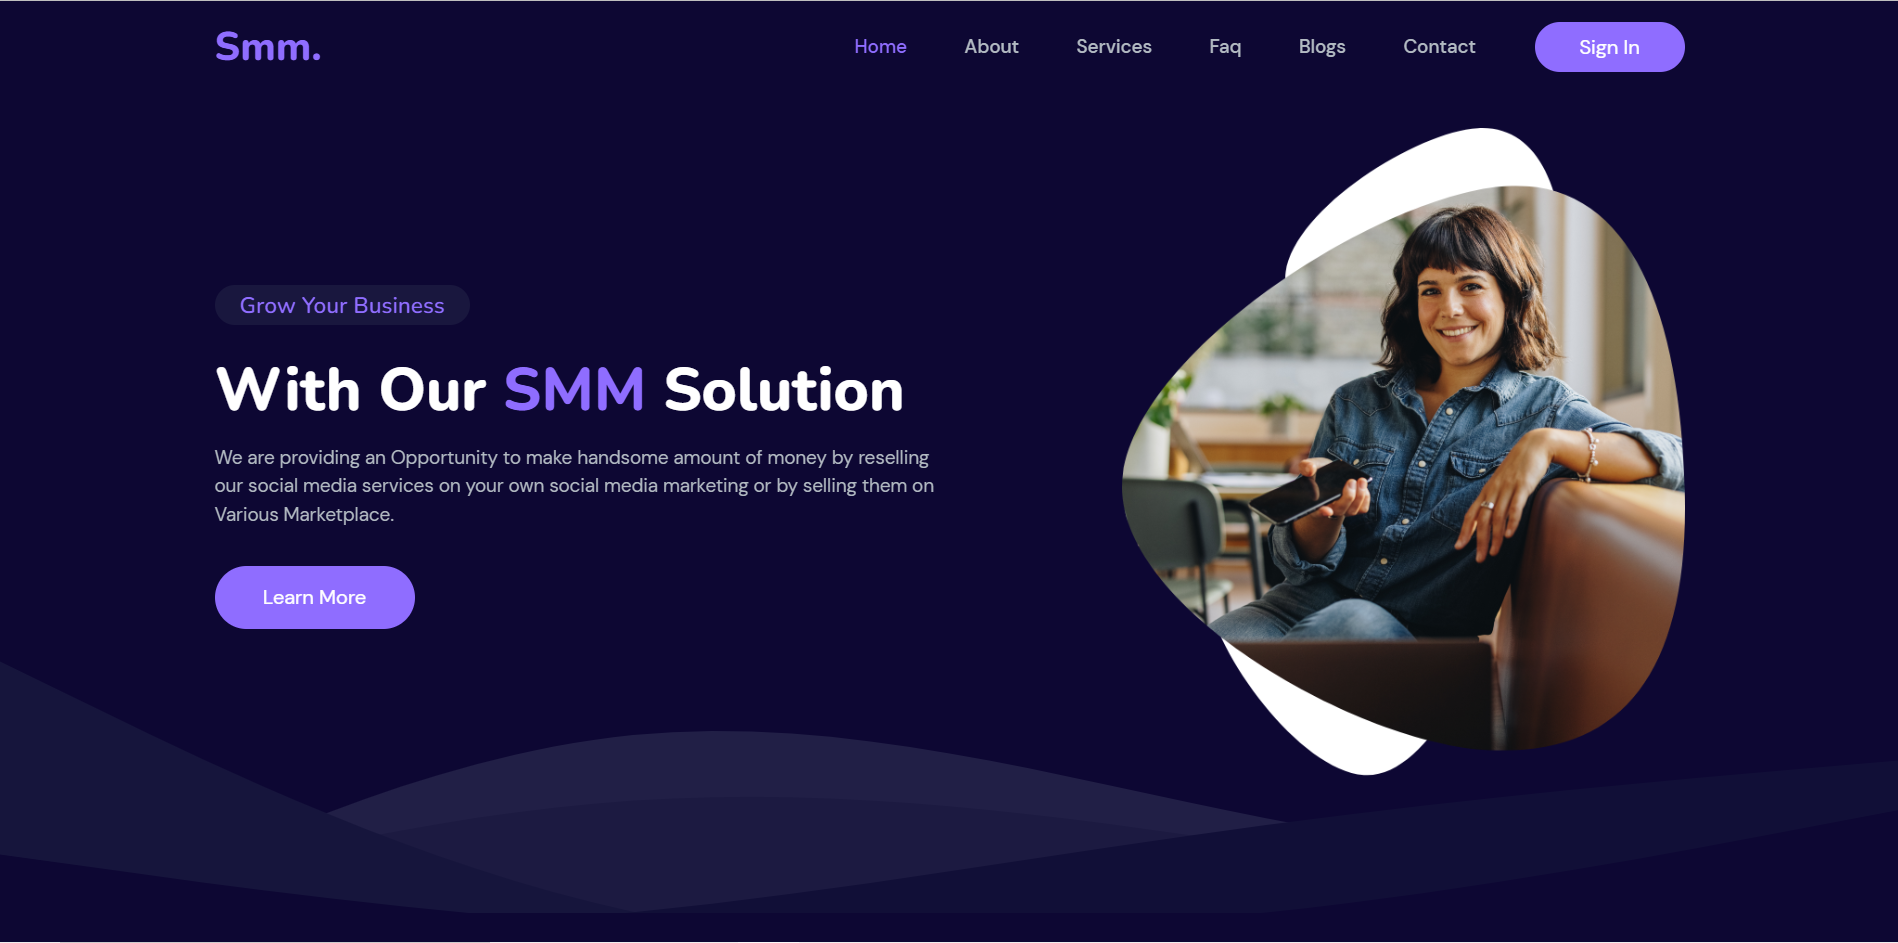 Smm.
Home About Services Faq Blogs Contact Sign In
Grow Your Business
With Our SMM Solution
We are providing an Opportunity to make handsome amount of money by reselling
our social media services on your own social media marketing or by selling them on
Various Marketplace.
Learn More